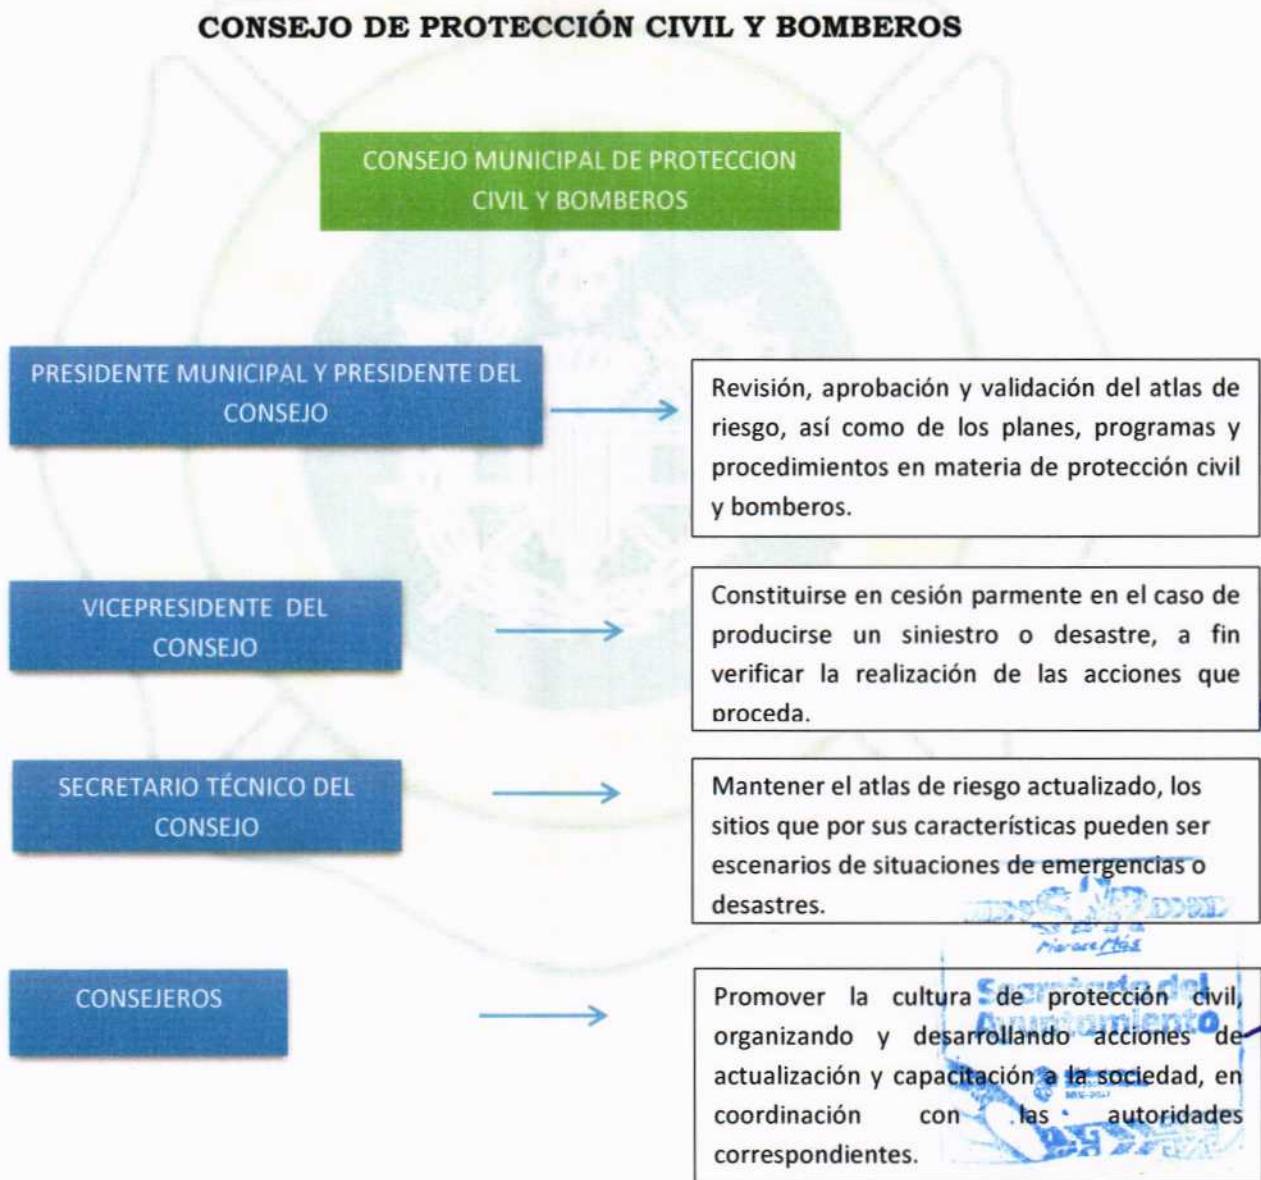 CONSEJO DE PROTECCIÓN CIVIL Y BOMBEROS
CONSEJO MUNICIPAL DE PROTECCION
CIVIL Y BOMBEROS
PRESIDENTE MUNICIPAL Y PRESIDENTE DEL
CONSEJO
Revisión, aprobación y validación del atlas de
riesgo, así como de los planes, programas y
procedimientos en materia de protección civil
y bomberos.
VICEPRESIDENTE DEL
CONSEJO
Constituirse en cesión parmente en el caso de
producirse un siniestro o desastre, a fin
verificar la realización de las acciones que
proceda.
SECRETARIO TÉCNICO DEL
CONSEJO
Mantener el atlas de riesgo actualizado, los
sitios que por sus características pueden ser
escenarios de situaciones de emergencias o
desastres.
CONSEJEROS
Promover la cultura de protección civil,
organizando y desarrollando acciones de
actualización y capacitación a la sociedad, en
coordinación con las autoridades
correspondientes.
Merece Más
Secretaría del
Ayuntamiento